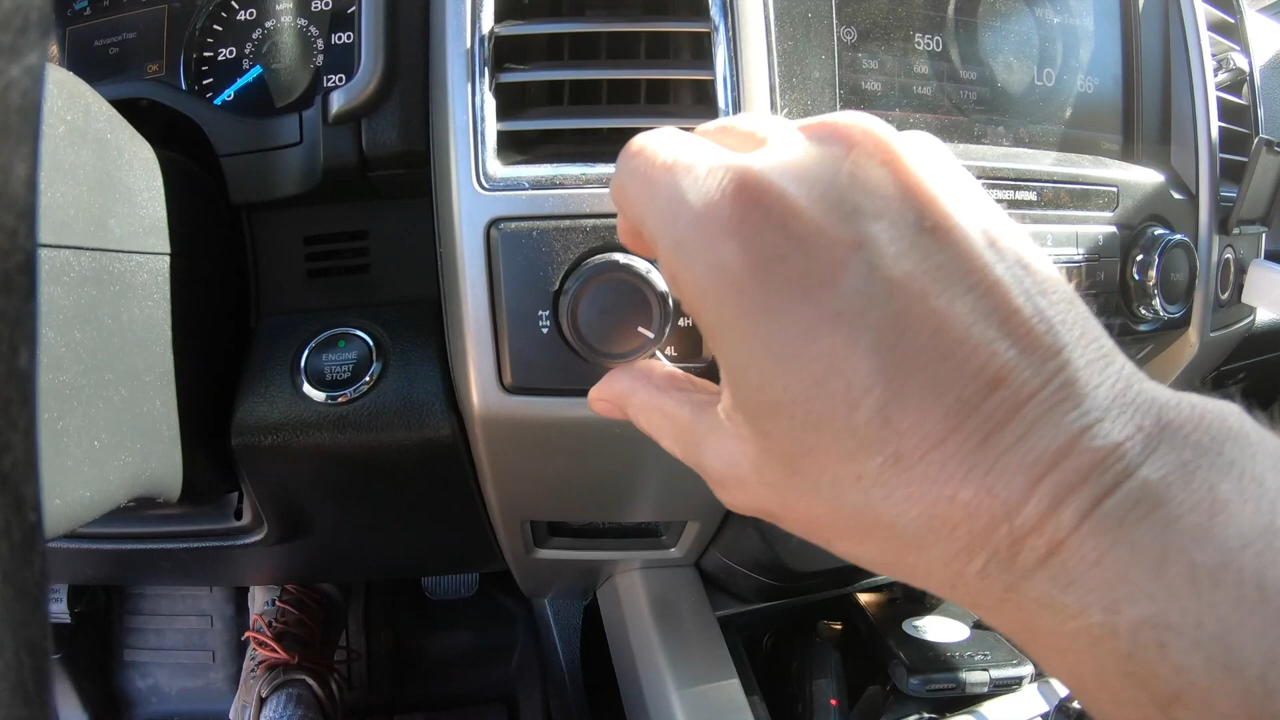 AdvanceTrac
On
OK
MPH
20
40
80
100
120
550
530 600 1000
1400 1440 1710
LO 66°
PASSENGER AIRBAG
2 3
TUNE
4H
4L
ENGINE
START
STOP